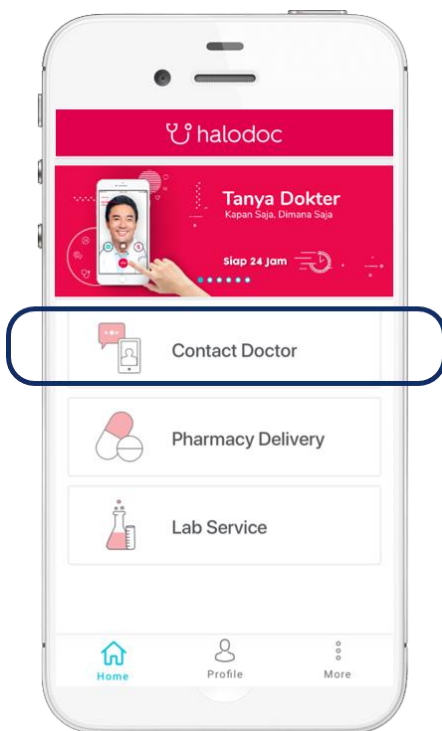 halodoc
Tanya Dokter
Kapan Saja, Dimana Saja
Siap 24 Jam
Contact Doctor
Pharmacy Delivery
Lab Service
Home
Profile
More